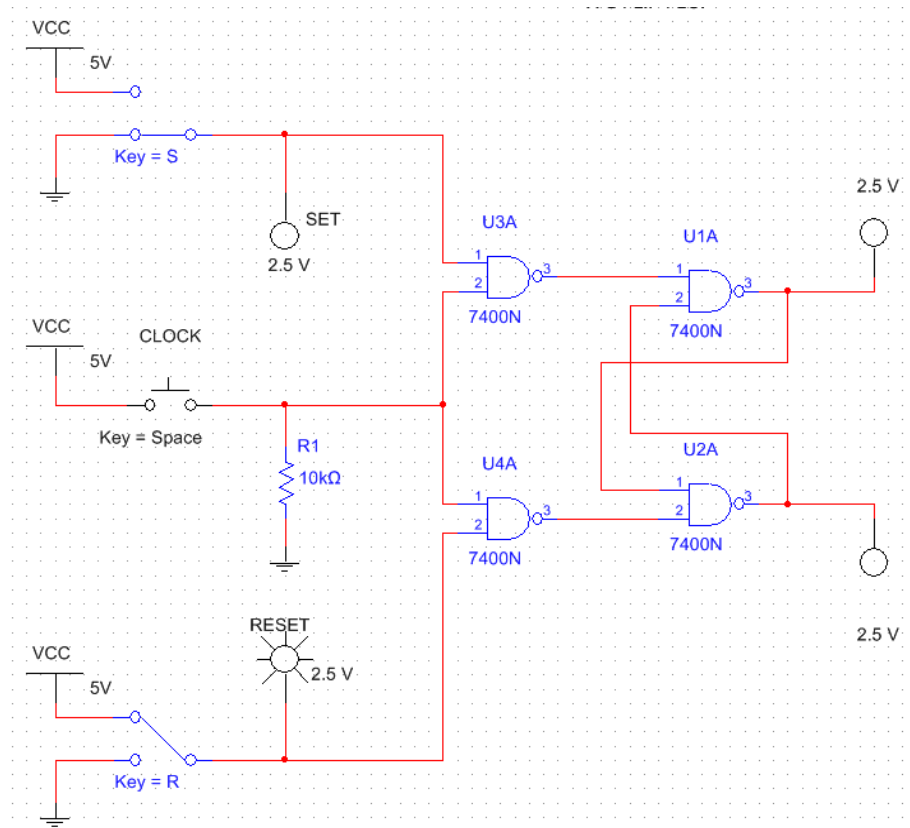 VCC
5V
Key = S
SET
2.5 V
2.5 V
U3A
1
2
3
7400N
U1A
1
2
3
7400N
VCC
5V
CLOCK
Key = Space
R1
10kΩ
U4A
1
2
3
7400N
U2A
1
2
3
7400N
2.5 V
RESET
2.5 V
VCC
5V
Key = R